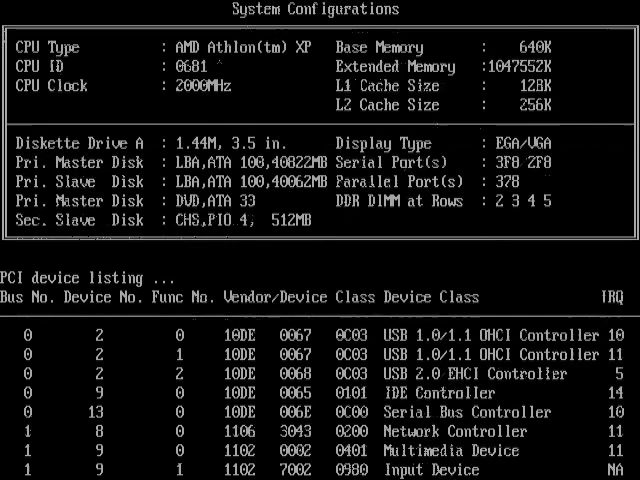 System Configurations
CPU Type : AMD Athlon(tm) XP Base Memory : 640K
CPU ID : 0681 Extended Memory :1047552K
CPU Clock : 2000MHz L1 Cache Size : 128K
L2 Cache Size : 256K
Diskette Drive A : 1.44M, 3.5 in. Display Type : EGA/VGA
Pri. Master Disk : LBA,ATA 100,40822MB Serial Port(s) : 3F8 2F8
Pri. Slave Disk : LBA,ATA 100,40062MB Parallel Port(s) : 378
Pri. Master Disk : DVD,ATA 33 DDR DIMM at Rows : 2 3 4 5
Sec. Slave Disk : CHS,PIO 4, 512MB
PCI device listing ...
Bus No. Device No. Func No. Vendor/Device Class Device Class IRQ
0 2 0 10DE 0067 0C03 USB 1.0/1.1 OHCI Controller 10
0 2 1 10DE 0067 0C03 USB 1.0/1.1 OHCI Controller 11
0 2 2 10DE 0068 0C03 USB 2.0 EHCI Controller 5
0 9 0 10DE 0065 0101 IDE Controller 14
0 13 0 10DE 006E 0C00 Serial Bus Controller 10
1 8 0 1106 3043 0200 Network Controller 11
1 9 0 1102 0002 0401 Multimedia Device 11
1 9 1 1102 7002 0980 Input Device NA